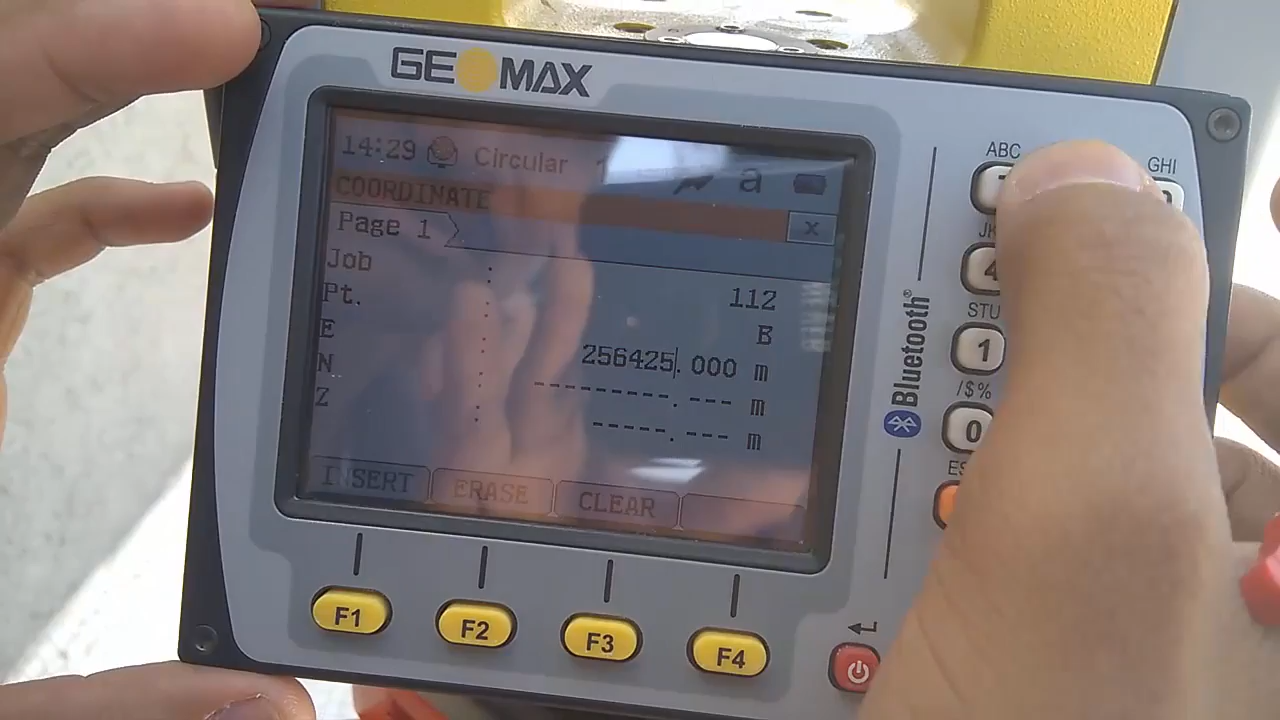 GEOMAX
14:29 Circular a
COORDINATE
Page 1 x
Job : 112
Pt. : B
E : 256425.000 m
N : -------.--- m
Z : -----.--- m
INSERT ERASE CLEAR
F1 F2 F3 F4
Bluetooth®
ABC GHI
4
STU
1
/$%
0